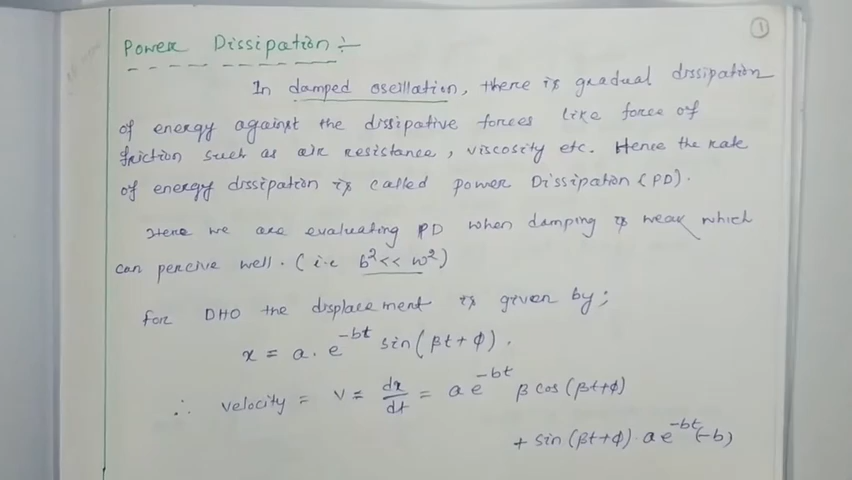 1
Power Dissipation :-
In damped oscillation, there is gradual dissipation
of energy against the dissipative forces like force of
friction such as air resistance, viscosity etc. Hence the rate
of energy dissipation is called power Dissipation (PD).
Here we are evaluating PD when damping is weak which
can percive well. (i.e b²<< w²)
for DHO the displacement is given by;
x = a. e^{-bt} sin(βt+ϕ).
∴ velocity = v = dx/dt = a e^{-bt} β cos(βt+ϕ)
+ sin(βt+ϕ). a e^{-bt}(-b)